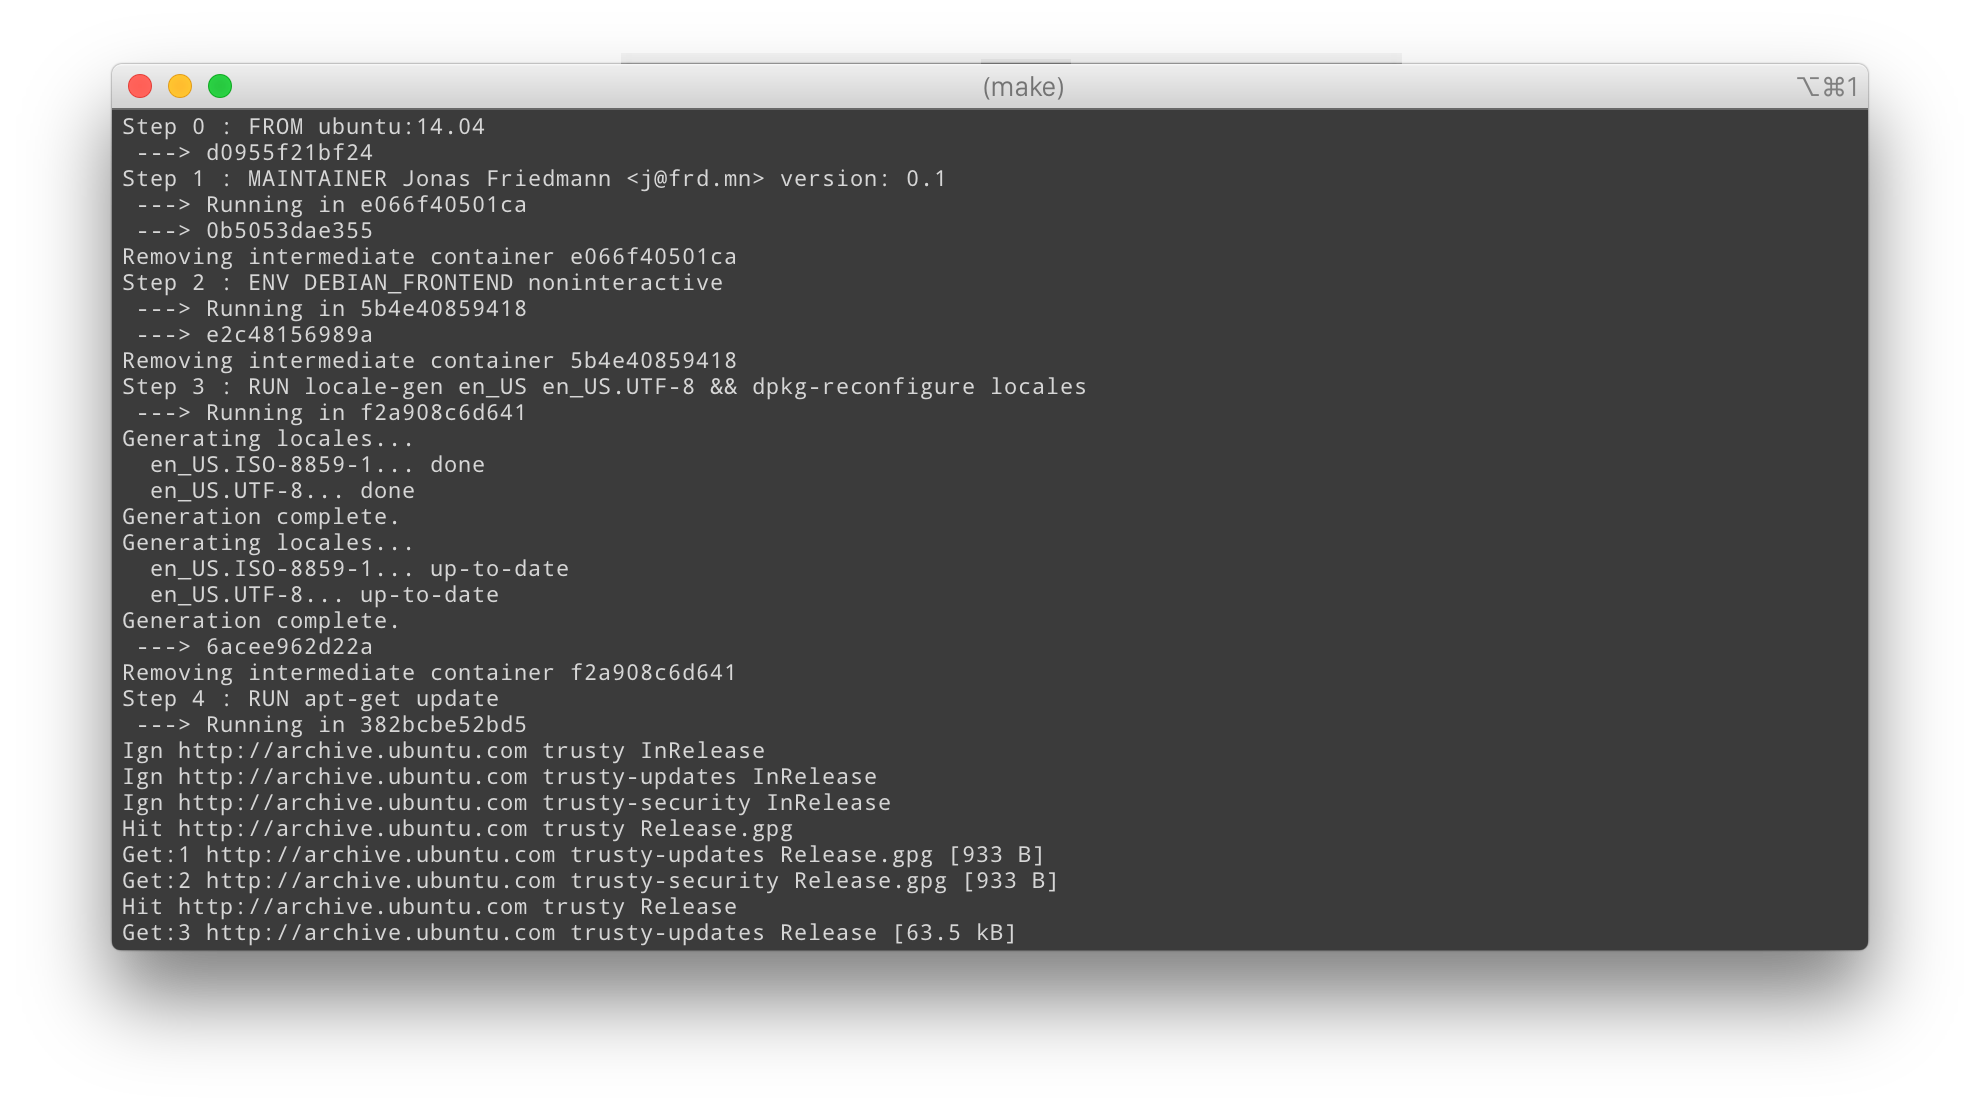 (make)
⌥⌘1
Step 0 : FROM ubuntu:14.04
 ---> d0955f21bf24
Step 1 : MAINTAINER Jonas Friedmann <j@frd.mn> version: 0.1
 ---> Running in e066f40501ca
 ---> 0b5053dae355
Removing intermediate container e066f40501ca
Step 2 : ENV DEBIAN_FRONTEND noninteractive
 ---> Running in 5b4e40859418
 ---> e2c48156989a
Removing intermediate container 5b4e40859418
Step 3 : RUN locale-gen en_US en_US.UTF-8 && dpkg-reconfigure locales
 ---> Running in f2a908c6d641
Generating locales...
  en_US.ISO-8859-1... done
  en_US.UTF-8... done
Generation complete.
Generating locales...
  en_US.ISO-8859-1... up-to-date
  en_US.UTF-8... up-to-date
Generation complete.
 ---> 6acee962d22a
Removing intermediate container f2a908c6d641
Step 4 : RUN apt-get update
 ---> Running in 382bcbe52bd5
Ign http://archive.ubuntu.com trusty InRelease
Ign http://archive.ubuntu.com trusty-updates InRelease
Ign http://archive.ubuntu.com trusty-security InRelease
Hit http://archive.ubuntu.com trusty Release.gpg
Get:1 http://archive.ubuntu.com trusty-updates Release.gpg [933 B]
Get:2 http://archive.ubuntu.com trusty-security Release.gpg [933 B]
Hit http://archive.ubuntu.com trusty Release
Get:3 http://archive.ubuntu.com trusty-updates Release [63.5 kB]